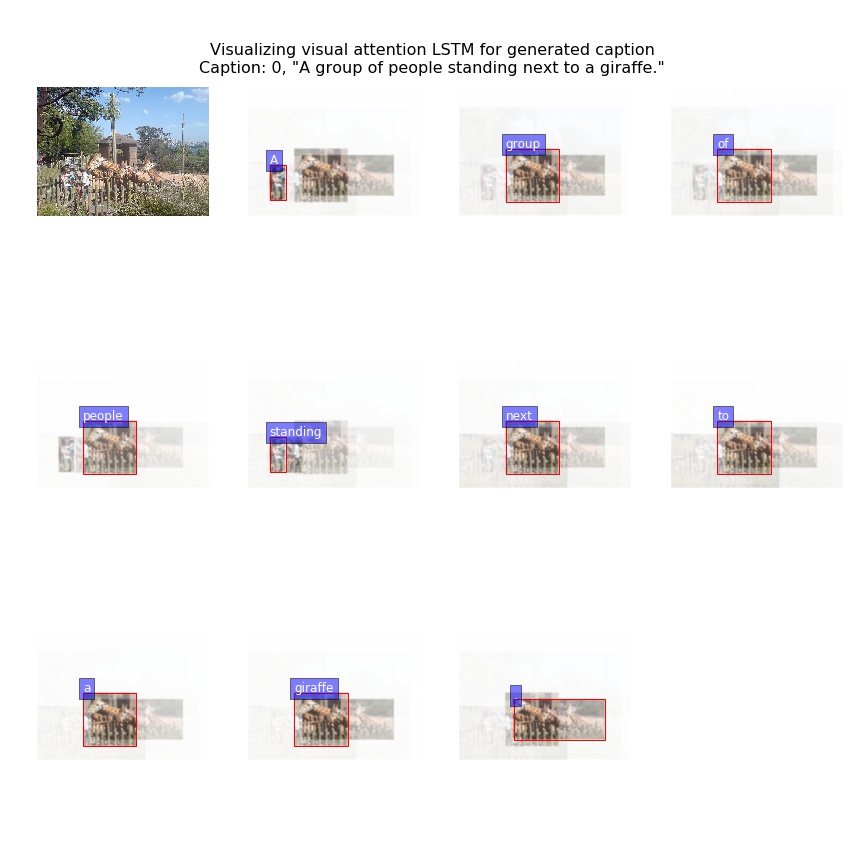 Visualizing visual attention LSTM for generated caption
Caption: 0, "A group of people standing next to a giraffe."
A
group
of
people
standing
next
to
a
giraffe
.